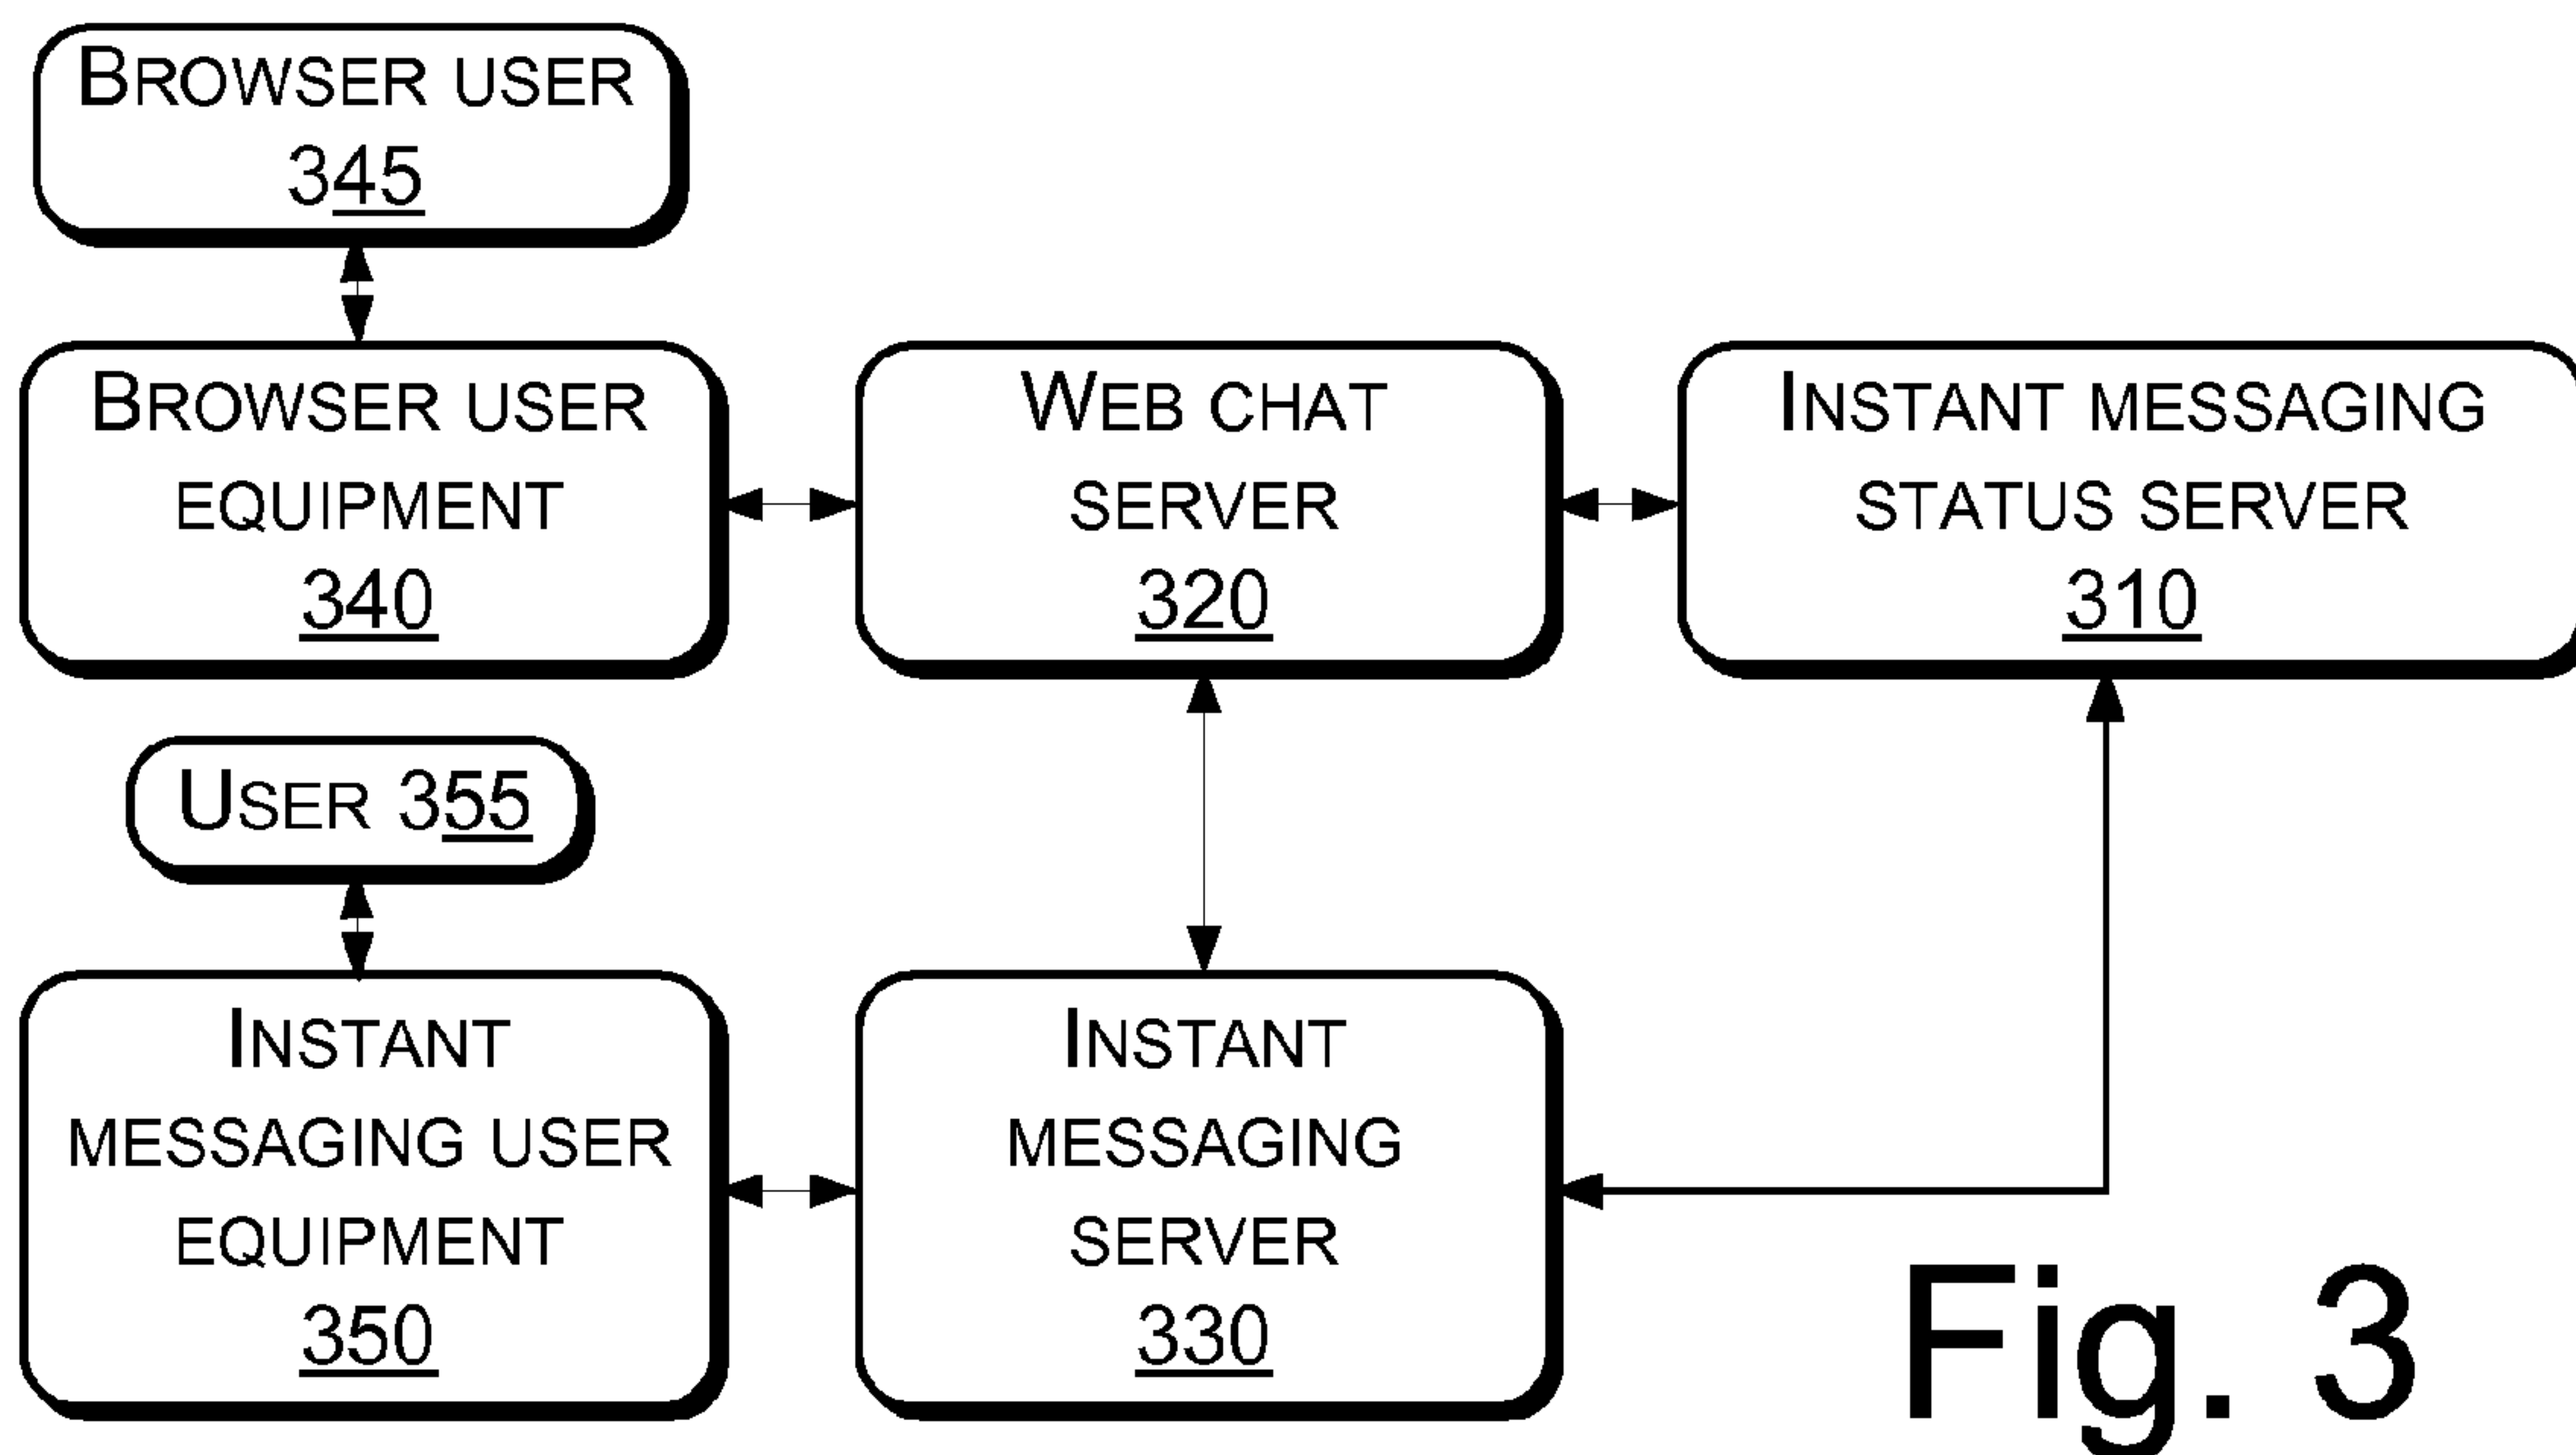 BROWSER USER
345
BROWSER USER
EQUIPMENT
340
WEB CHAT
SERVER
320
INSTANT MESSAGING
STATUS SERVER
310
USER 355
INSTANT
MESSAGING USER
EQUIPMENT
350
INSTANT
MESSAGING
SERVER
330
Fig. 3